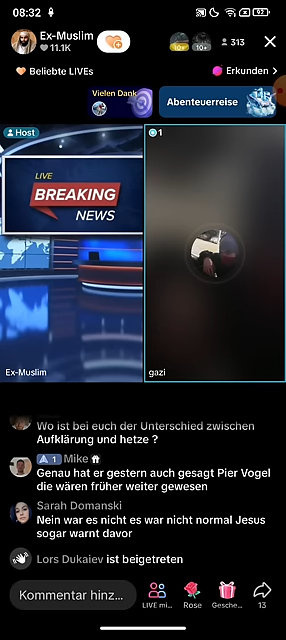 08:32
92
Ex-Muslim
11.1K
10+
10+
313
Beliebte LIVEs
Erkunden
Vielen Dank
Abenteuerreise
Host
1
LIVE
BREAKING
NEWS
Ex-Muslim
gazi
Wo ist bei euch der Unterschied zwischen
Aufklärung und hetze ?
1 Mike
Genau hat er gestern auch gesagt Pier Vogel
die wären früher weiter gewesen
Sarah Domanski
Nein war es nicht es war nicht normal Jesus
sogar warnt davor
Lors Dukaiev ist beigetreten
Kommentar hinz...
LIVE mi...
Rose
Gesche...
13